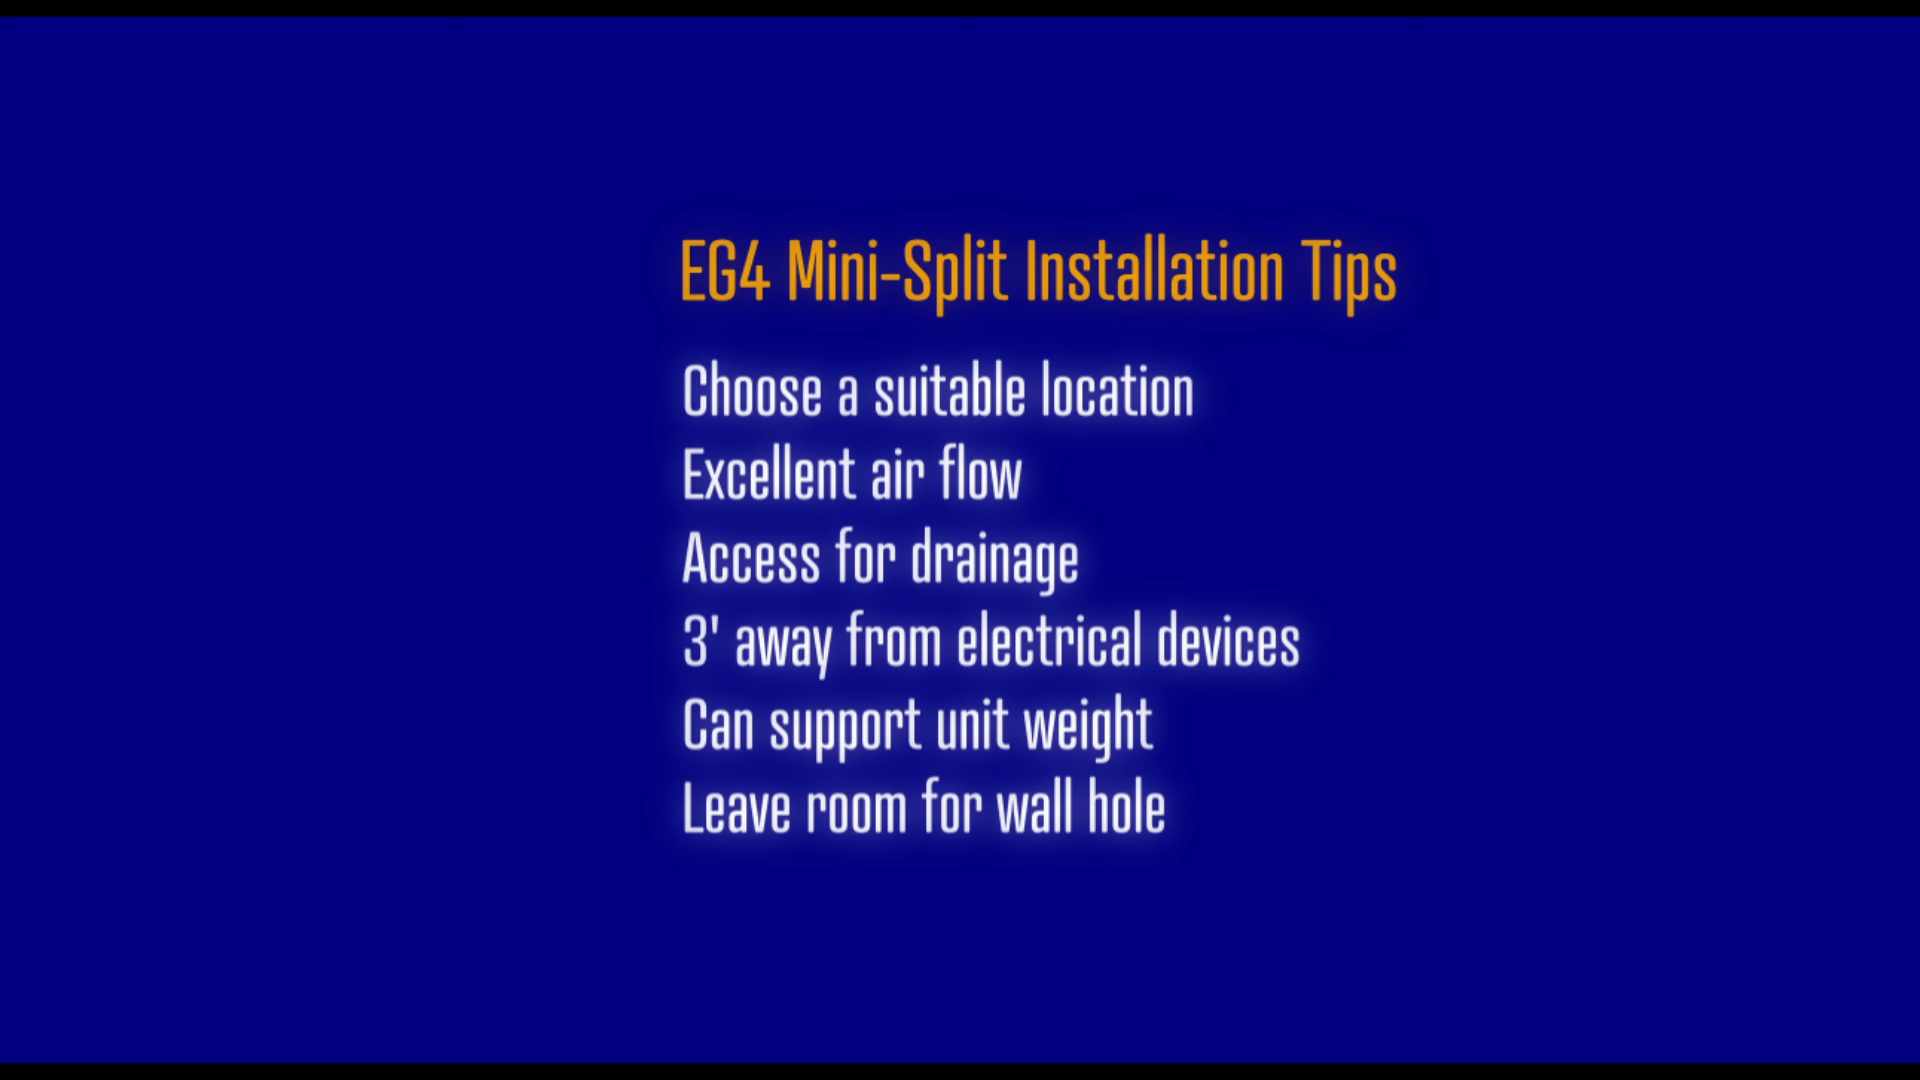 EG4 Mini-Split Installation Tips
Choose a suitable location
Excellent air flow
Access for drainage
3' away from electrical devices
Can support unit weight
Leave room for wall hole